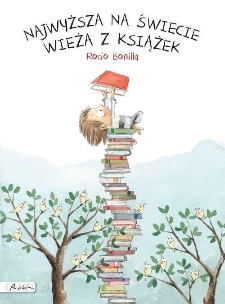 NAJWYŻSZA NA ŚWIECIE
WIEŻA Z KSIĄŻEK
Rocio Bonilla